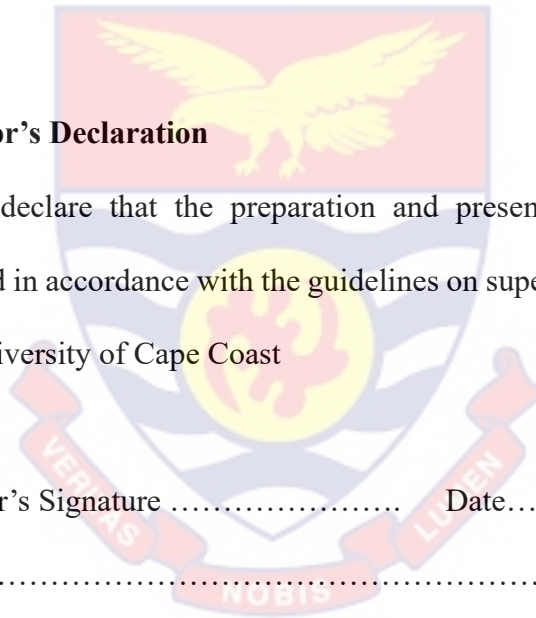 or's Declaration
declare that the preparation and presen
d in accordance with the guidelines on supe
iversity of Cape Coast
r's Signature ………………… Date…
………………………………………………
VERITAS
NOBIS
LUMEN